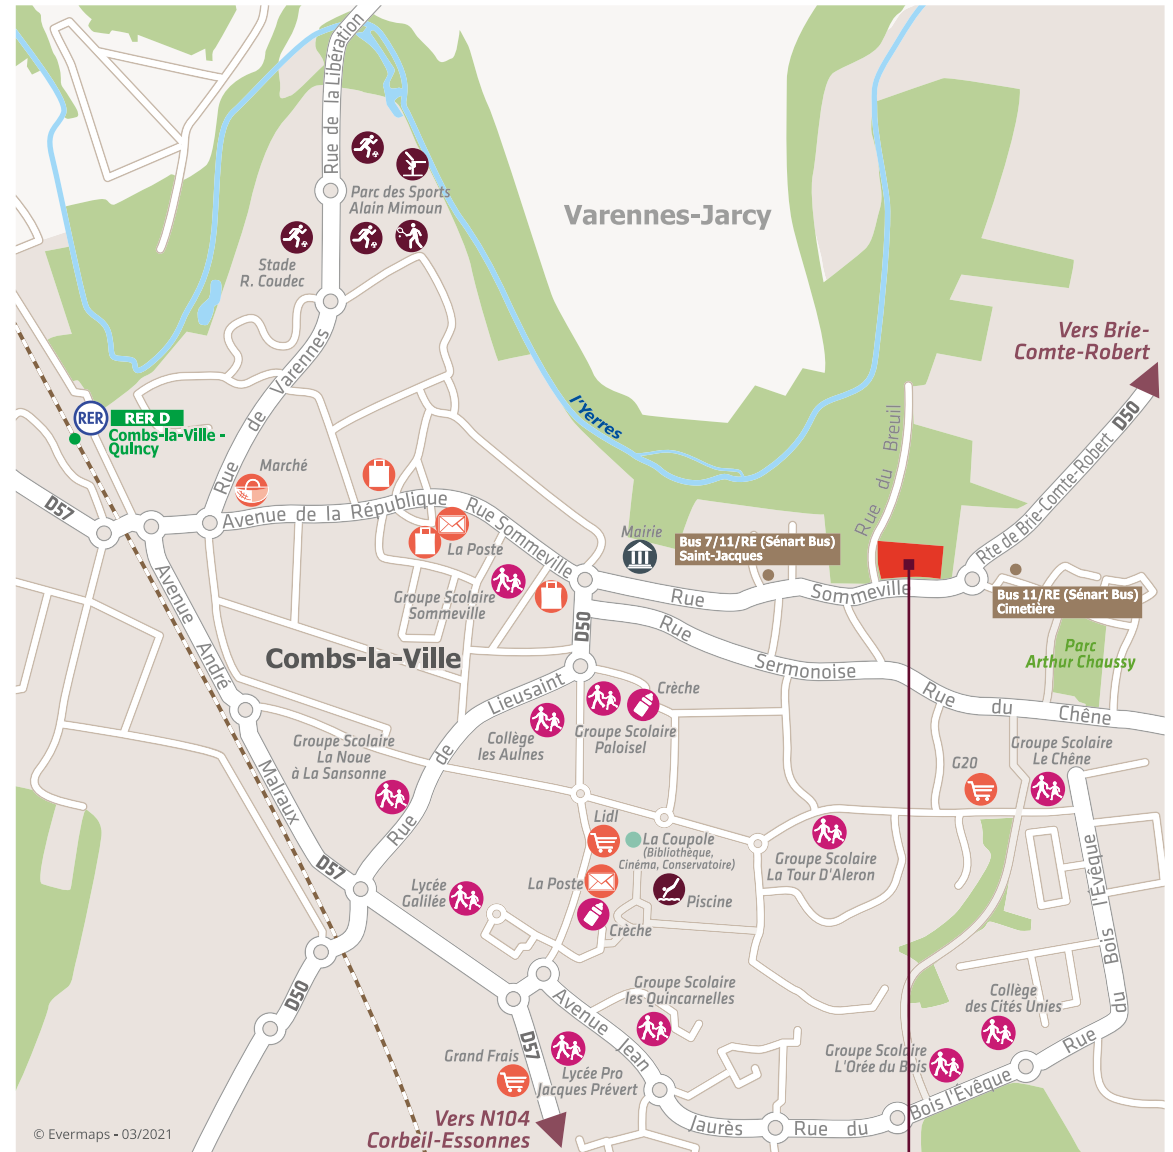 Rue de la Libération
Parc des Sports
Alain Mimoun
Stade
R. Coudec
Varennes-Jarcy
Vers Brie-
Comte-Robert
D50
Rte de Brie-Comte-Robert
l'Yerres
Rue du Breuil
RER
RER D
Combs-la-Ville -
Quincy
Rue de Varennes
Marché
D57
Avenue de la République
Rue Sommeville
La Poste
Mairie
Bus 7/11/RE (Sénart Bus)
Saint-Jacques
Groupe Scolaire
Sommeville
Rue Sommeville
Bus 11/RE (Sénart Bus)
Cimetière
D50
Rue Sermonoise
Parc
Arthur Chaussy
Combs-la-Ville
Avenue André Malraux
D57
Rue de Lieusaint
Crèche
Groupe Scolaire
Paloisel
Collège
les Aulnes
Groupe Scolaire
La Noue
à La Sansonne
Rue du Chêne
Groupe Scolaire
Le Chêne
G20
Lidl
La Coupole
(Bibliothèque,
Cinéma, Conservatoire)
Groupe Scolaire
La Tour D'Aleron
La Poste
Piscine
Crèche
Lycée
Galilée
D50
Groupe Scolaire
les Quincarnelles
Avenue Jean Jaurès
Collège
des Cités Unies
Groupe Scolaire
L'Orée du Bois
Rue du Bois l'Évêque
Rue du Bois l'Évêque
D57
Grand Frais
Lycée Pro
Jacques Prévert
Vers N104
Corbeil-Essonnes
© Evermaps - 03/2021